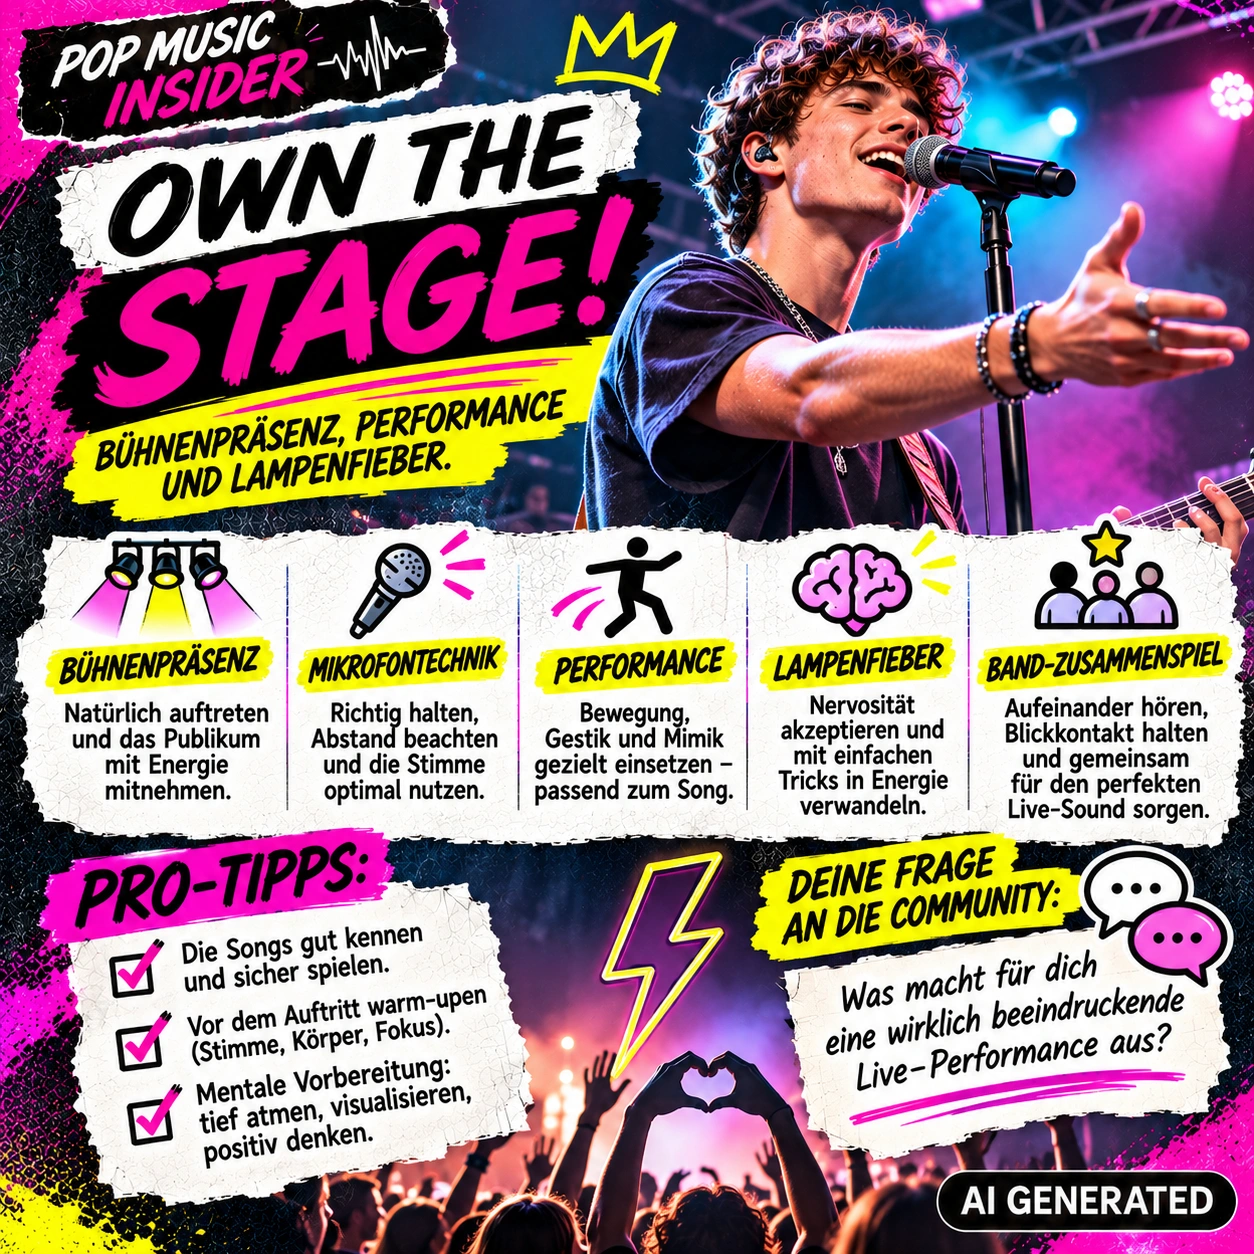 POP MUSIC
INSIDER
OWN THE
STAGE!
BÜHNENPRÄSENZ, PERFORMANCE
UND LAMPENFIEBER.
BÜHNENPRÄSENZ
Natürlich auftreten
und das Publikum
mit Energie
mitnehmen.
MIKROFONTECHNIK
Richtig halten,
Abstand beachten
und die Stimme
optimal nutzen.
PERFORMANCE
Bewegung,
Gestik und Mimik
gezielt einsetzen –
passend zum Song.
LAMPENFIEBER
Nervosität
akzeptieren und
mit einfachen
Tricks in Energie
verwandeln.
BAND-ZUSAMMENSPIEL
Aufeinander hören,
Blickkontakt halten
und gemeinsam
für den perfekten
Live-Sound sorgen.
PRO-TIPPS:
Die Songs gut kennen
und sicher spielen.
Vor dem Auftritt warm-upen
(Stimme, Körper, Fokus).
Mentale Vorbereitung:
tief atmen, visualisieren,
positiv denken.
DEINE FRAGE
AN DIE COMMUNITY:
Was macht für dich
eine wirklich beeindruckende
Live-Performance aus?
AI GENERATED